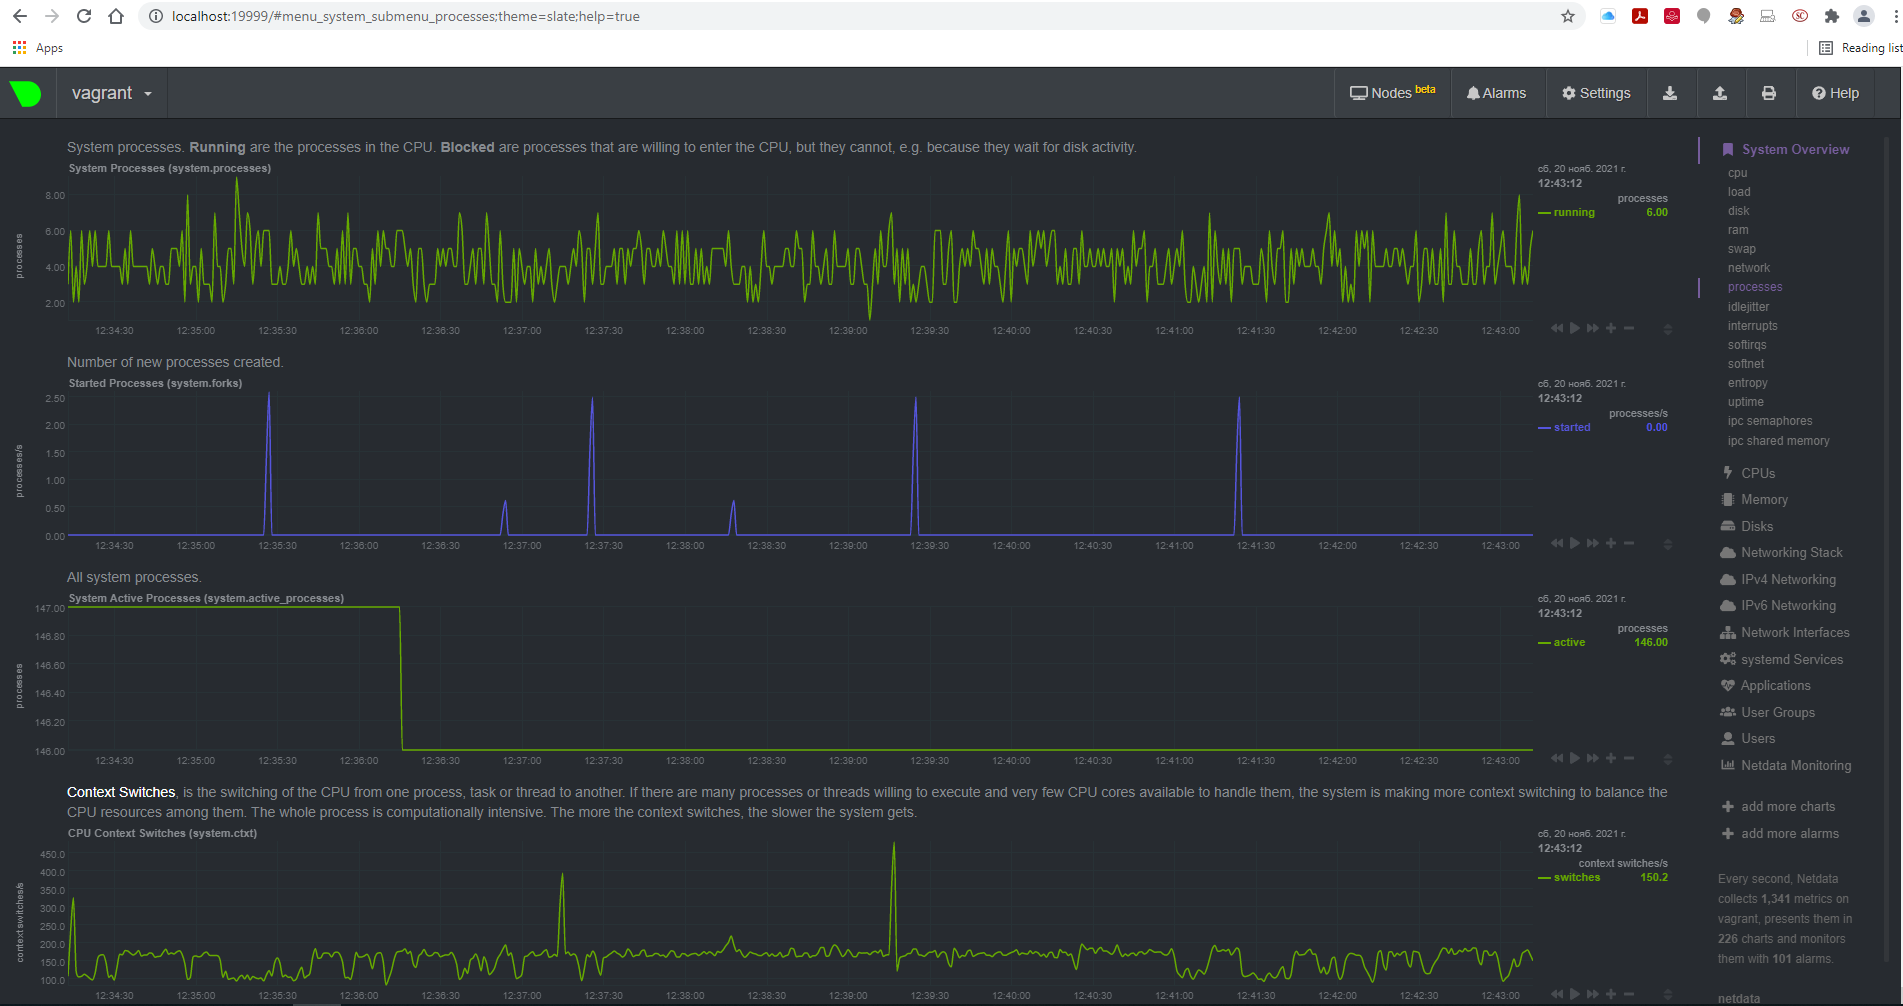 localhost:19999/#menu_system_submenu_processes;theme=slate;help=true
Apps
Reading list
vagrant
Nodes beta
Alarms
Settings
Help
System processes. Running are the processes in the CPU. Blocked are processes that are willing to enter the CPU, but they cannot, e.g. because they wait for disk activity.
System Processes (system.processes)
сб, 20 нояб. 2021 г.
12:43:12
processes
running 6.00
processes
8.00
6.00
4.00
2.00
12:34:30 12:35:00 12:35:30 12:36:00 12:36:30 12:37:00 12:37:30 12:38:00 12:38:30 12:39:00 12:39:30 12:40:00 12:40:30 12:41:00 12:41:30 12:42:00 12:42:30 12:43:00
Number of new processes created.
Started Processes (system.forks)
сб, 20 нояб. 2021 г.
12:43:12
processes/s
started 0.00
processes/s
2.50
2.00
1.50
1.00
0.50
0.00
12:34:30 12:35:00 12:35:30 12:36:00 12:36:30 12:37:00 12:37:30 12:38:00 12:38:30 12:39:00 12:39:30 12:40:00 12:40:30 12:41:00 12:41:30 12:42:00 12:42:30 12:43:00
All system processes.
System Active Processes (system.active_processes)
сб, 20 нояб. 2021 г.
12:43:12
processes
active 146.00
processes
147.00
146.80
146.60
146.40
146.20
146.00
12:34:30 12:35:00 12:35:30 12:36:00 12:36:30 12:37:00 12:37:30 12:38:00 12:38:30 12:39:00 12:39:30 12:40:00 12:40:30 12:41:00 12:41:30 12:42:00 12:42:30 12:43:00
Context Switches, is the switching of the CPU from one process, task or thread to another. If there are many processes or threads willing to execute and very few CPU cores available to handle them, the system is making more context switching to balance the
CPU resources among them. The whole process is computationally intensive. The more the context switches, the slower the system gets.
CPU Context Switches (system.ctxt)
сб, 20 нояб. 2021 г.
12:43:12
context switches/s
switches 150.2
context switches/s
450.0
400.0
350.0
300.0
250.0
200.0
150.0
100.0
12:34:30 12:35:00 12:35:30 12:36:00 12:36:30 12:37:00 12:37:30 12:38:00 12:38:30 12:39:00 12:39:30 12:40:00 12:40:30 12:41:00 12:41:30 12:42:00 12:42:30 12:43:00
System Overview
cpu
load
disk
ram
swap
network
processes
idlejitter
interrupts
softirqs
softnet
entropy
uptime
ipc semaphores
ipc shared memory
CPUs
Memory
Disks
Networking Stack
IPv4 Networking
IPv6 Networking
Network Interfaces
systemd Services
Applications
User Groups
Users
Netdata Monitoring
add more charts
add more alarms
Every second, Netdata
collects 1,341 metrics on
vagrant, presents them in
226 charts and monitors
them with 101 alarms.
netdata